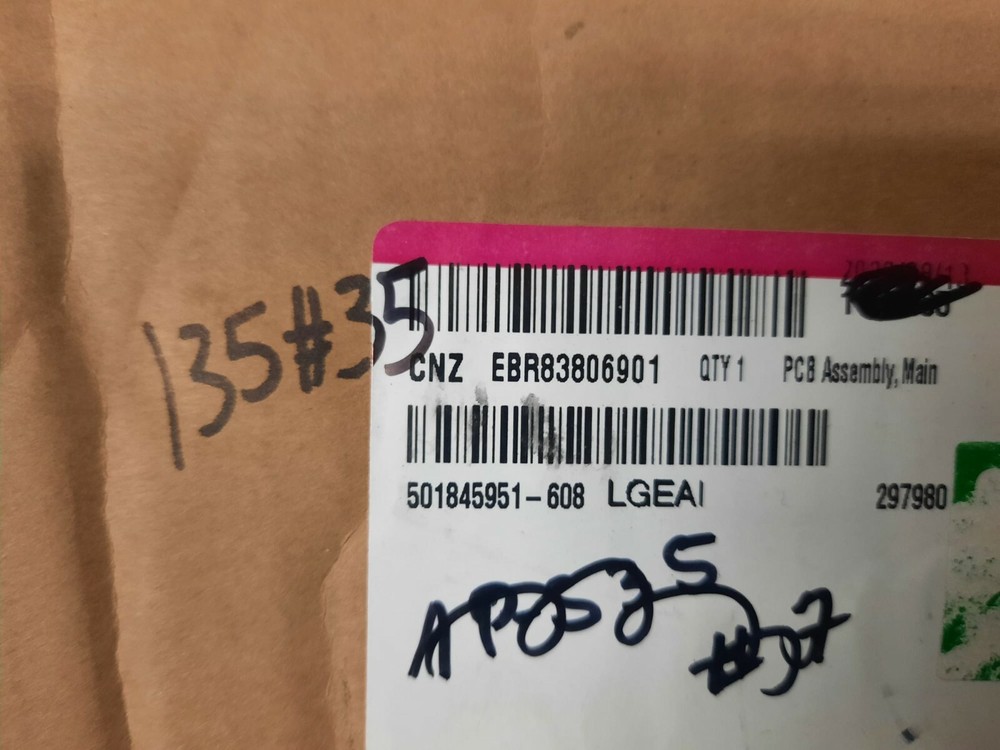 135#35
CNZ EBR83806901 QTY 1 PCB Assembly, Main
501845951-608 LGEAI 297980